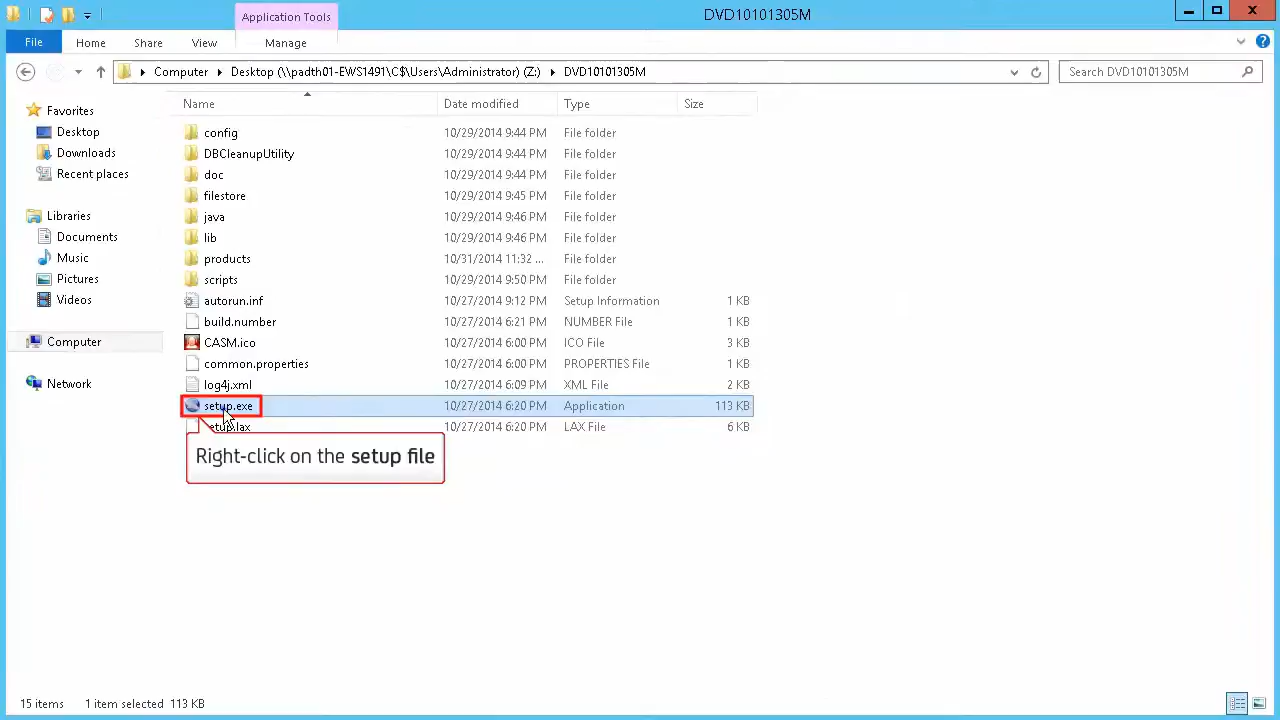 Application Tools
DVD10101305M
File Home Share View Manage
Computer Desktop (\\padth01-EWS1491\C$\Users\Administrator) (Z:) DVD10101305M Search DVD10101305M
Name Date modified Type Size
Favorites
Desktop
Downloads
Recent places
Libraries
Documents
Music
Pictures
Videos
Computer
Network
config 10/29/2014 9:44 PM File folder
DBCleanupUtility 10/29/2014 9:44 PM File folder
doc 10/29/2014 9:44 PM File folder
filestore 10/29/2014 9:45 PM File folder
java 10/29/2014 9:46 PM File folder
lib 10/29/2014 9:46 PM File folder
products 10/31/2014 11:32 ... File folder
scripts 10/29/2014 9:50 PM File folder
autorun.inf 10/27/2014 9:12 PM Setup Information 1 KB
build.number 10/27/2014 6:21 PM NUMBER File 1 KB
CASM.ico 10/27/2014 6:00 PM ICO File 3 KB
common.properties 10/27/2014 6:00 PM PROPERTIES File 1 KB
log4j.xml 10/27/2014 6:09 PM XML File 2 KB
setup.exe 10/27/2014 6:20 PM Application 113 KB
setup.lax 10/27/2014 6:20 PM LAX File 6 KB
Right-click on the setup file
15 items 1 item selected 113 KB